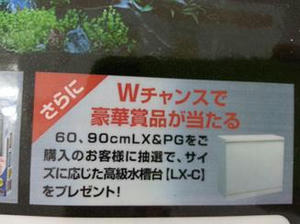 さらに
Wチャンスで
豪華賞品が当たる
60、90cmLX&PGをご
購入のお客様に抽選で、サイ
ズに応じた高級水槽台【LX-C】
をプレゼント!